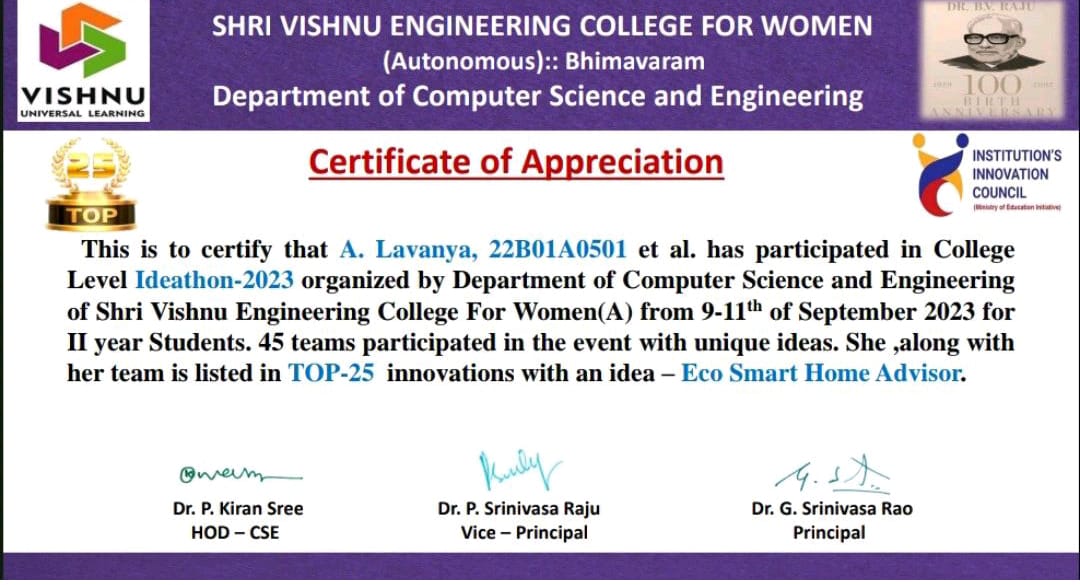 SHRI VISHNU ENGINEERING COLLEGE FOR WOMEN
(Autonomous):: Bhimavaram
Department of Computer Science and Engineering
VISHNU
UNIVERSAL LEARNING
DR. B.V. RAJU
100
BIRTH
ANNIVERSARY
25
TOP
Certificate of Appreciation
INSTITUTION'S
INNOVATION
COUNCIL
(Ministry of Education Initiative)
This is to certify that A. Lavanya, 22B01A0501 et al. has participated in College
Level Ideathon-2023 organized by Department of Computer Science and Engineering
of Shri Vishnu Engineering College For Women(A) from 9-11th of September 2023 for
II year Students. 45 teams participated in the event with unique ideas. She ,along with
her team is listed in TOP-25 innovations with an idea – Eco Smart Home Advisor.
Dr. P. Kiran Sree
HOD – CSE
Dr. P. Srinivasa Raju
Vice – Principal
Dr. G. Srinivasa Rao
Principal